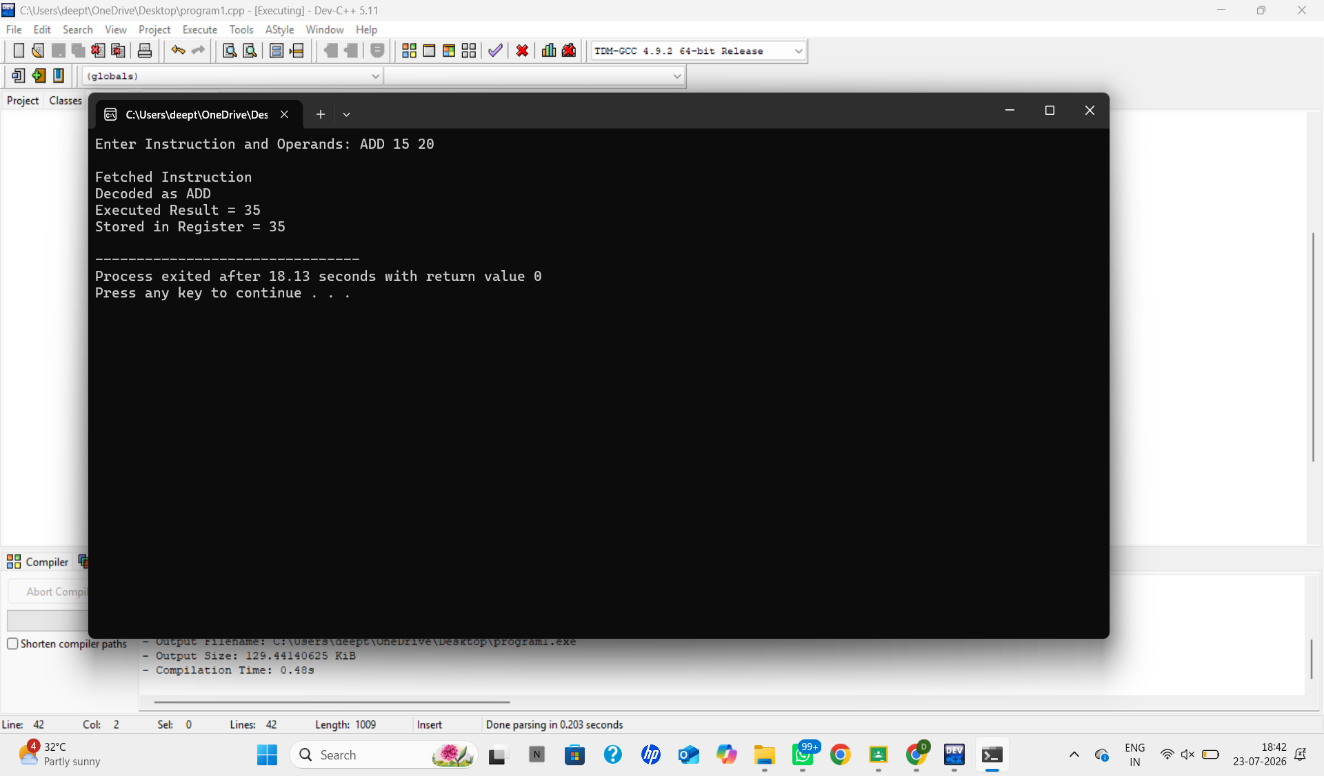 C:\Users\deept\OneDrive\Desktop\program1.cpp - [Executing] - Dev-C++ 5.11
File Edit Search View Project Execute Tools AStyle Window Help
TDM-GCC 4.9.2 64-bit Release
(globals)
Project Classes
C:\Users\deept\OneDrive\Des
Enter Instruction and Operands: ADD 15 20
Fetched Instruction
Decoded as ADD
Executed Result = 35
Stored in Register = 35
--------------------------------
Process exited after 18.13 seconds with return value 0
Press any key to continue . . .
Compiler
Abort Compi
Shorten compiler paths
- Output Filename: C:\Users\deept\OneDrive\Desktop\program1.exe
- Output Size: 129.44140625 KiB
- Compilation Time: 0.48s
Line: 42 Col: 2 Sel: 0 Lines: 42 Length: 1009 Insert Done parsing in 0.203 seconds
4
32°C
Partly sunny
Search
N
hp
99+
D
DEV
ENG
IN
18:42
23-07-2026